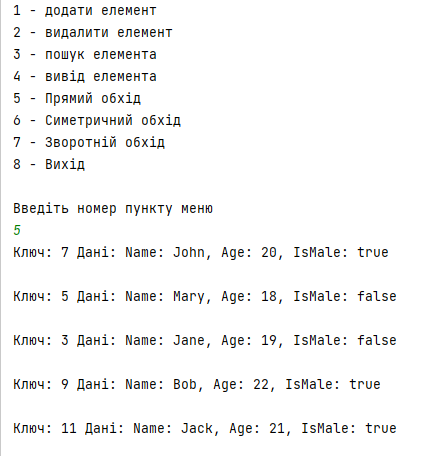 1 - додати елемент
2 - видалити елемент
3 - пошук елемента
4 - вивід елемента
5 - Прямий обхід
6 - Симетричний обхід
7 - Зворотній обхід
8 - Вихід
Введіть номер пункту меню
5
Ключ: 7 Дані: Name: John, Age: 20, IsMale: true
Ключ: 5 Дані: Name: Mary, Age: 18, IsMale: false
Ключ: 3 Дані: Name: Jane, Age: 19, IsMale: false
Ключ: 9 Дані: Name: Bob, Age: 22, IsMale: true
Ключ: 11 Дані: Name: Jack, Age: 21, IsMale: true